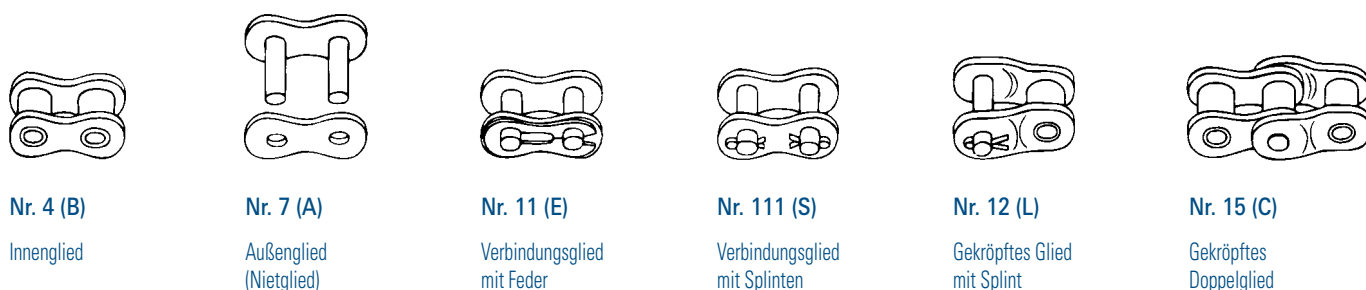 Nr. 4 (B)
Innenglied
Nr. 7 (A)
Außenglied
(Nietglied)
Nr. 11 (E)
Verbindungsglied
mit Feder
Nr. 111 (S)
Verbindungsglied
mit Splinten
Nr. 12 (L)
Gekröpftes Glied
mit Splint
Nr. 15 (C)
Gekröpftes
Doppelglied